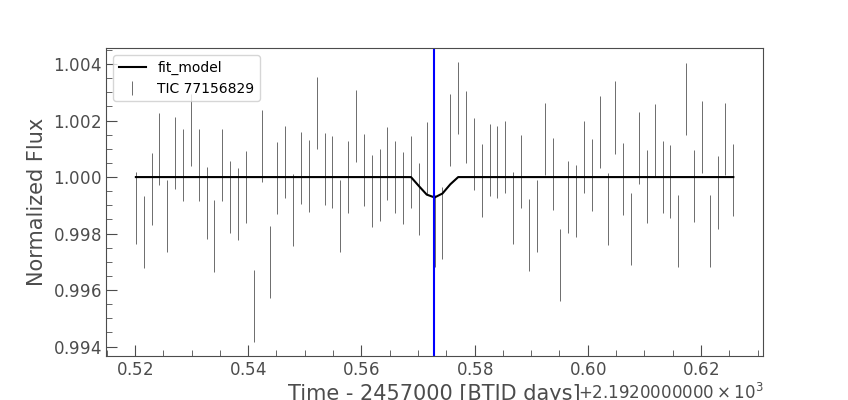 1.004
1.002
1.000
0.998
0.996
0.994
Normalized Flux
fit_model
TIC 77156829
0.52 0.54 0.56 0.58 0.60 0.62
Time - 2457000 [BTJD days]
+2.1920000000 × 10³